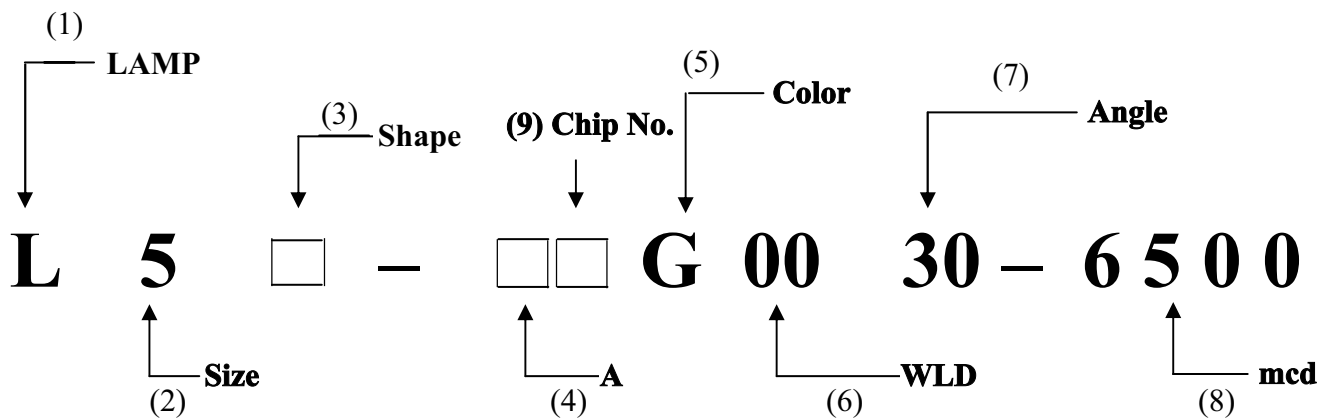 (1)
LAMP
(5)
Color
(7)
Angle
(3)
Shape
(9) Chip No.
L 5 □ – □□ G 00 30 – 6 5 0 0
(2)
Size
(4)
A
(6)
WLD
(8)
mcd